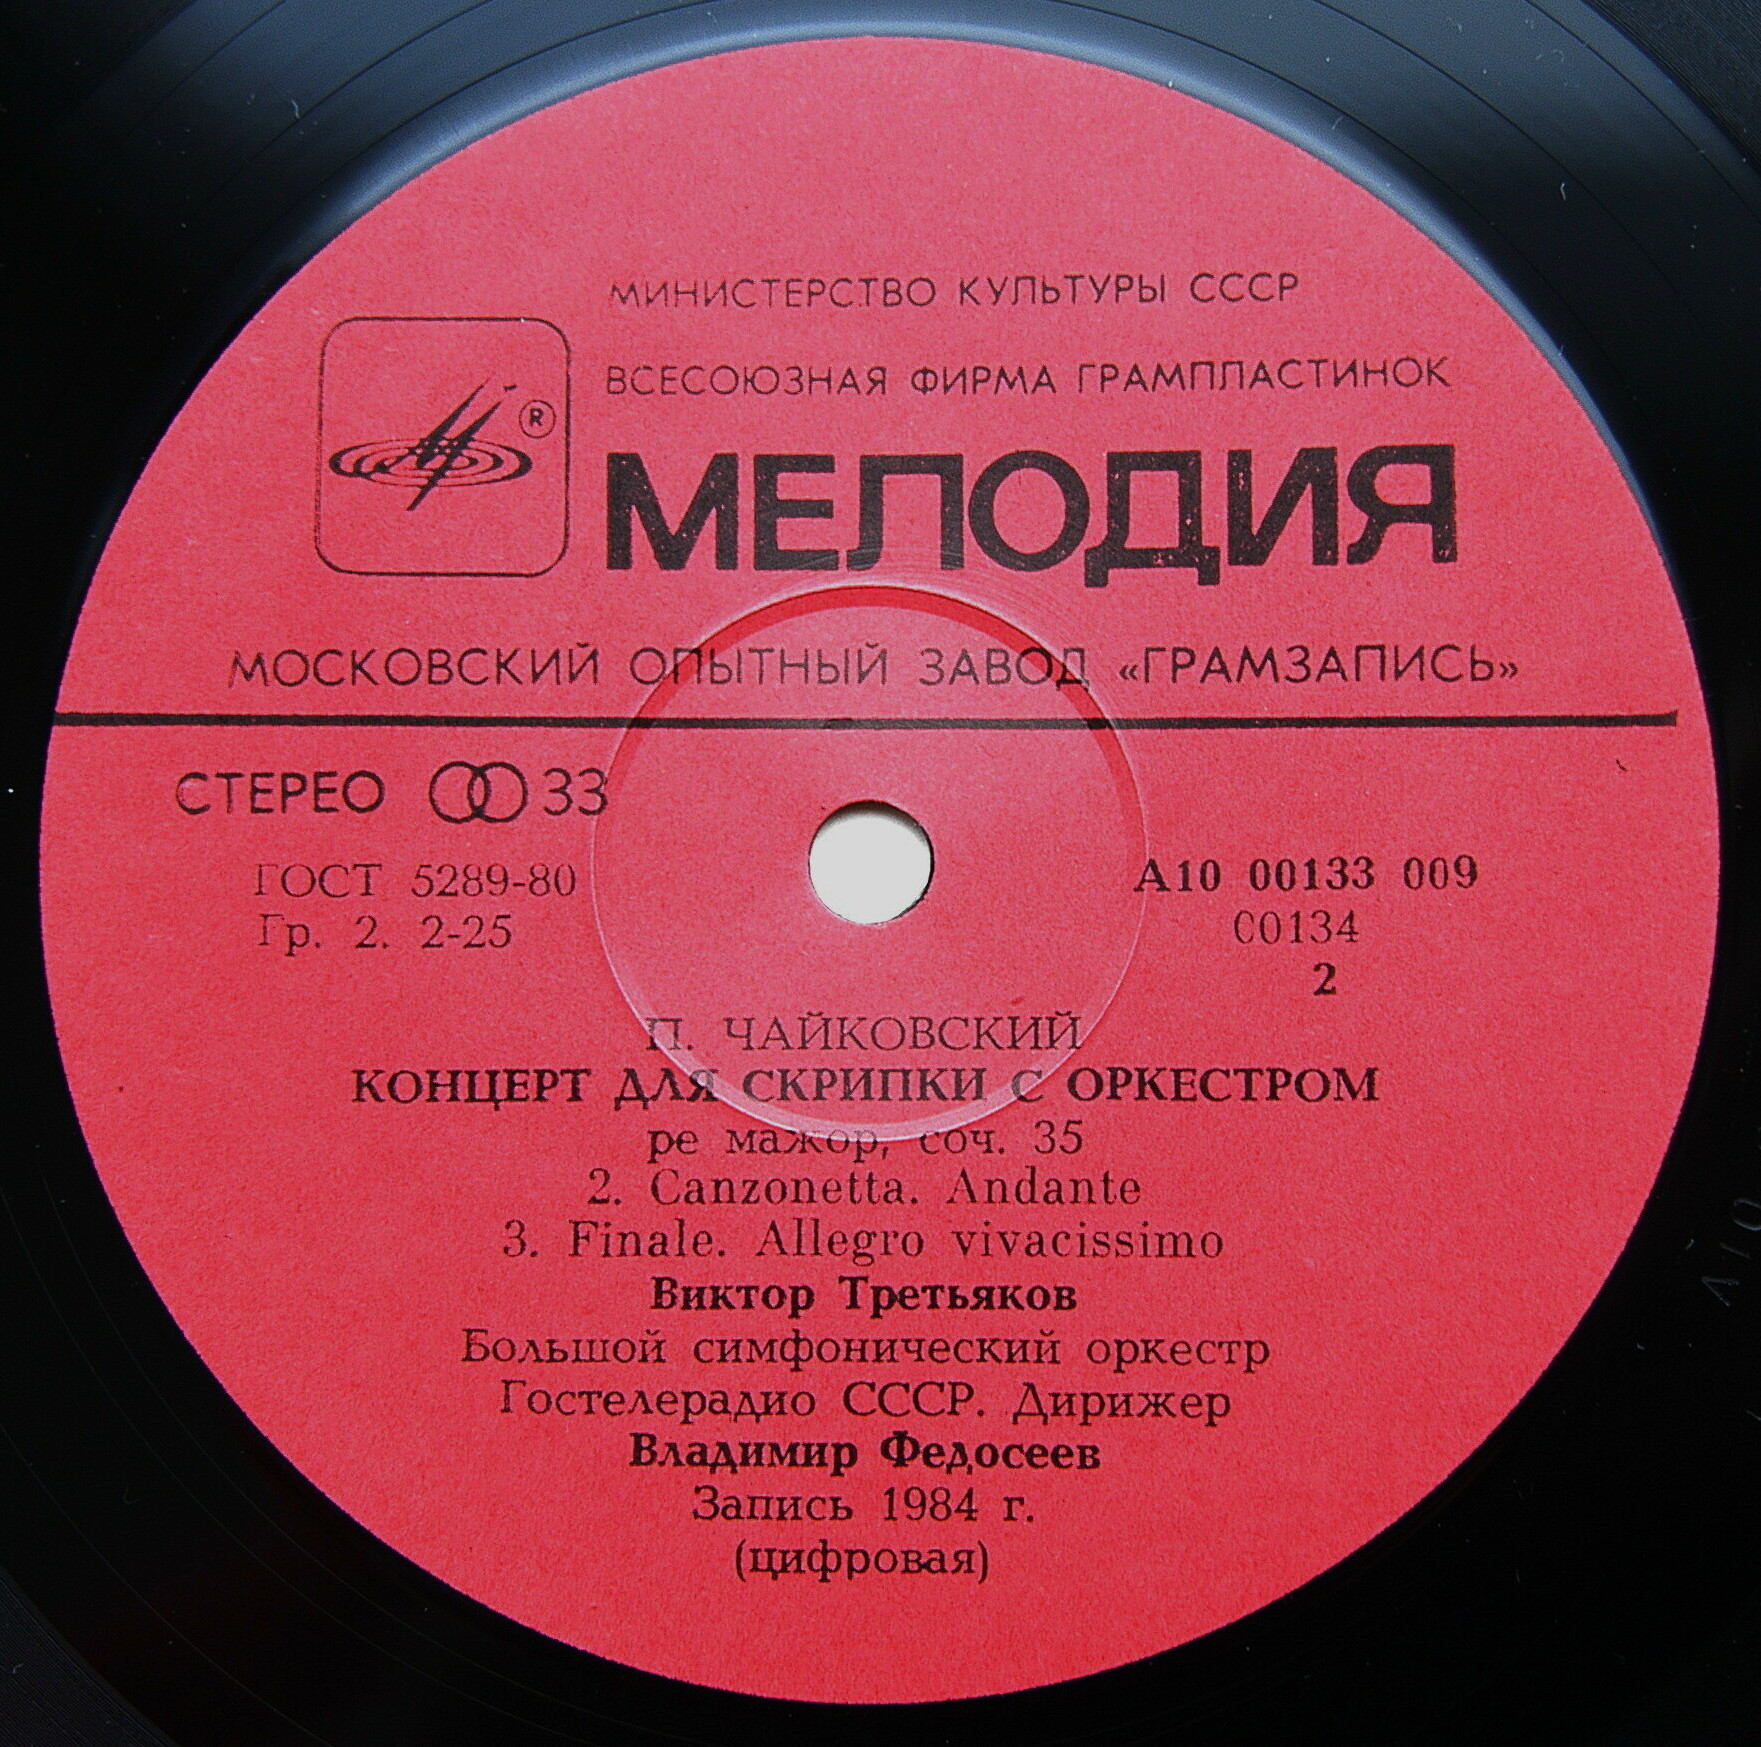 МИНИСТЕРСТВО КУЛЬТУРЫ СССР
ВСЕСОЮЗНАЯ ФИРМА ГРАМПЛАСТИНОК
®
МЕЛОДИЯ
МОСКОВСКИЙ ОПЫТНЫЙ ЗАВОД «ГРАМЗАПИСЬ»
СТЕРЕО 33
ГОСТ 5289-80
Гр. 2. 2-25
А10 00133 009
00134
2
П. ЧАЙКОВСКИЙ
КОНЦЕРТ ДЛЯ СКРИПКИ С ОРКЕСТРОМ
ре мажор, соч. 35
2. Canzonetta. Andante
3. Finale. Allegro vivacissimo
Виктор Третьяков
Большой симфонический оркестр
Гостелерадио СССР. Дирижер
Владимир Федосеев
Запись 1984 г.
(цифровая)
А10